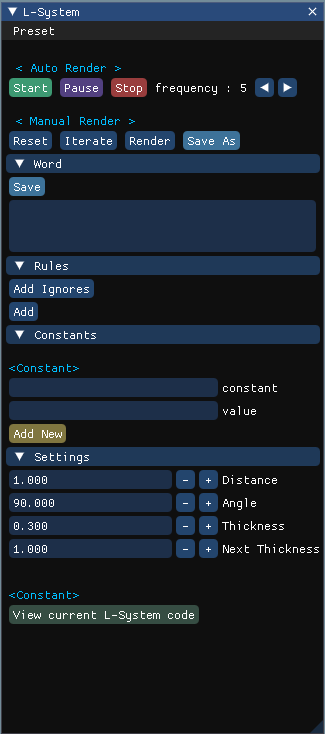 L-System
Preset
< Auto Render >
Start Pause Stop frequency : 5
< Manual Render >
Reset Iterate Render Save As
Word
Save
Rules
Add Ignores
Add
Constants
<Constant>
constant
value
Add New
Settings
1.000 - + Distance
90.000 - + Angle
0.300 - + Thickness
1.000 - + Next Thickness
<Constant>
View current L-System code